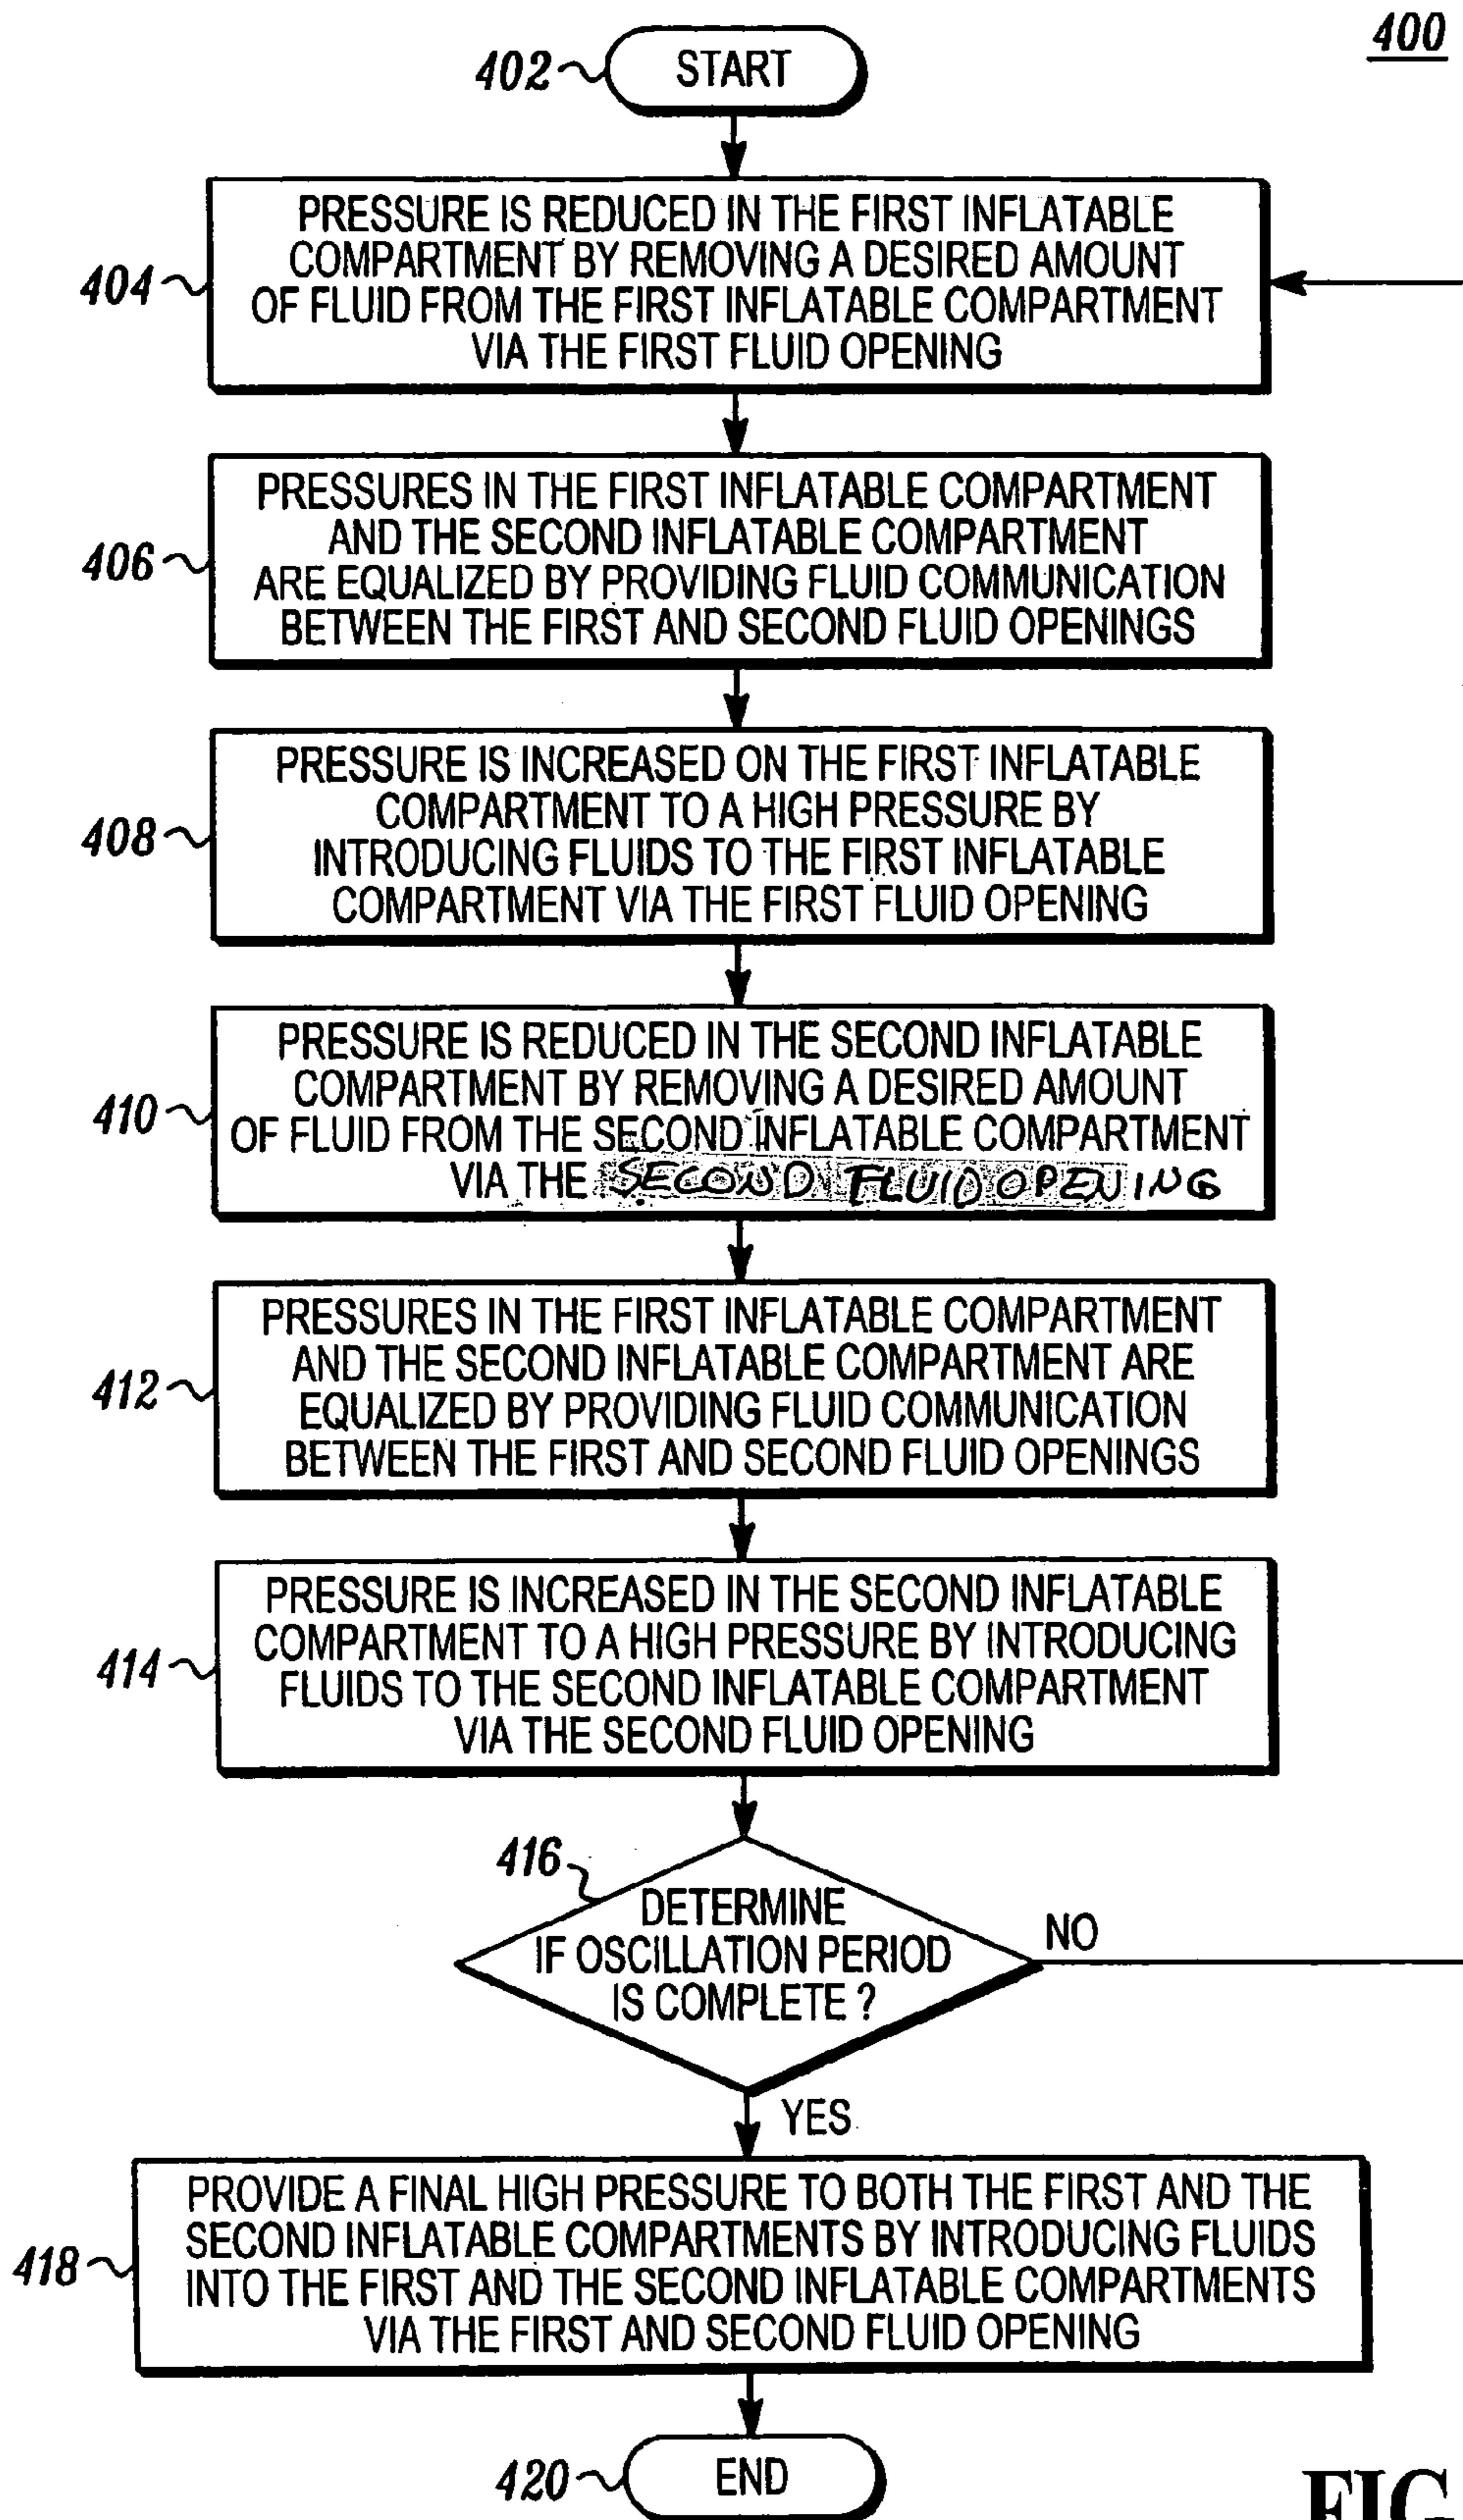 400
402 START
PRESSURE IS REDUCED IN THE FIRST INFLATABLE
COMPARTMENT BY REMOVING A DESIRED AMOUNT
OF FLUID FROM THE FIRST INFLATABLE COMPARTMENT
VIA THE FIRST FLUID OPENING
404
PRESSURES IN THE FIRST INFLATABLE COMPARTMENT
AND THE SECOND INFLATABLE COMPARTMENT
ARE EQUALIZED BY PROVIDING FLUID COMMUNICATION
BETWEEN THE FIRST AND SECOND FLUID OPENINGS
406
PRESSURE IS INCREASED ON THE FIRST INFLATABLE
COMPARTMENT TO A HIGH PRESSURE BY
INTRODUCING FLUIDS TO THE FIRST INFLATABLE
COMPARTMENT VIA THE FIRST FLUID OPENING
408
PRESSURE IS REDUCED IN THE SECOND INFLATABLE
COMPARTMENT BY REMOVING A DESIRED AMOUNT
OF FLUID FROM THE SECOND INFLATABLE COMPARTMENT
VIA THE SECOND FLUID OPENING
410
PRESSURES IN THE FIRST INFLATABLE COMPARTMENT
AND THE SECOND INFLATABLE COMPARTMENT ARE
EQUALIZED BY PROVIDING FLUID COMMUNICATION
BETWEEN THE FIRST AND SECOND FLUID OPENINGS
412
PRESSURE IS INCREASED IN THE SECOND INFLATABLE
COMPARTMENT TO A HIGH PRESSURE BY INTRODUCING
FLUIDS TO THE SECOND INFLATABLE COMPARTMENT
VIA THE SECOND FLUID OPENING
414
416
DETERMINE
IF OSCILLATION PERIOD
IS COMPLETE ?
NO
YES
PROVIDE A FINAL HIGH PRESSURE TO BOTH THE FIRST AND THE
SECOND INFLATABLE COMPARTMENTS BY INTRODUCING FLUIDS
INTO THE FIRST AND THE SECOND INFLATABLE COMPARTMENTS
VIA THE FIRST AND SECOND FLUID OPENING
418
420 END
FIG